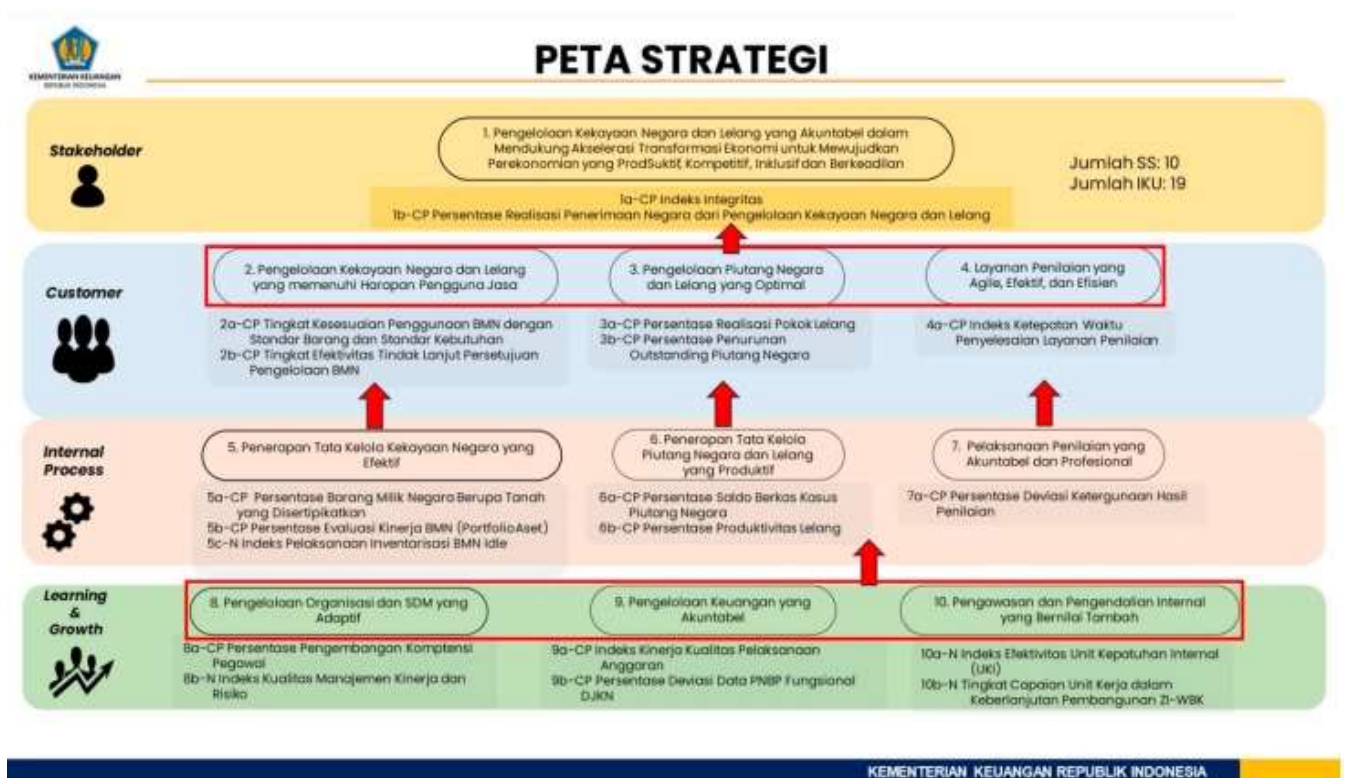 KEMENTERIAN KEUANGAN
REPUBLIK INDONESIA
PETA STRATEGI
Stakeholder
1. Pengelolaan Kekayaan Negara dan Lelang yang Akuntabel dalam
Mendukung Akselerasi Transformasi Ekonomi untuk Mewujudkan
Perekonomian yang ProdSuktif, Kompetitif, Inklusif dan Berkeadilan
Jumlah SS: 10
Jumlah IKU: 19
1a-CP Indeks Integritas
1b-CP Persentase Realisasi Penerimaan Negara dari Pengelolaan Kekayaan Negara dan Lelang
Customer
2. Pengelolaan Kekayaan Negara dan Lelang
yang memenuhi Harapan Pengguna Jasa
2a-CP Tingkat Kesesuaian Penggunaan BMN dengan
Standar Barang dan Standar Kebutuhan
2b-CP Tingkat Efektivitas Tindak Lanjut Persetujuan
Pengelolaan BMN
3. Pengelolaan Piutang Negara
dan Lelang yang Optimal
3a-CP Persentase Realisasi Pokok Lelang
3b-CP Persentase Penurunan
Outstanding Piutang Negara
4. Layanan Penilaian yang
Agile, Efektif, dan Efisien
4a-CP Indeks Ketepatan Waktu
Penyelesaian Layanan Penilaian
Internal
Process
5. Penerapan Tata Kelola Kekayaan Negara yang
Efektif
5a-CP Persentase Barang Milik Negara Berupa Tanah
yang Disertipikatkan
5b-CP Persentase Evaluasi Kinerja BMN (PortfolioAset)
5c-N Indeks Pelaksanaan Inventarisasi BMN Idle
6. Penerapan Tata Kelola
Piutang Negara dan Lelang
yang Produktif
6a-CP Persentase Saldo Berkas Kasus
Piutang Negara
6b-CP Persentase Produktivitas Lelang
7. Pelaksanaan Penilaian yang
Akuntabel dan Profesional
7a-CP Persentase Deviasi Ketergunaan Hasil
Penilaian
Learning
&
Growth
8. Pengelolaan Organisasi dan SDM yang
Adaptif
8a-CP Persentase Pengembangan Komptensi
Pegawai
8b-N Indeks Kualitas Manajemen Kinerja dan
Risiko
9. Pengelolaan Keuangan yang
Akuntabel
9a-CP Indeks Kinerja Kualitas Pelaksanaan
Anggaran
9b-CP Persentase Deviasi Data PNBP Fungsional
DJKN
10. Pengawasan dan Pengendalian Internal
yang Bernilai Tambah
10a-N Indeks Efektivitas Unit Kepatuhan Internal
(UKI)
10b-N Tingkat Capaian Unit Kerja dalam
Keberlanjutan Pembangunan ZI-WBK
KEMENTERIAN KEUANGAN REPUBLIK INDONESIA